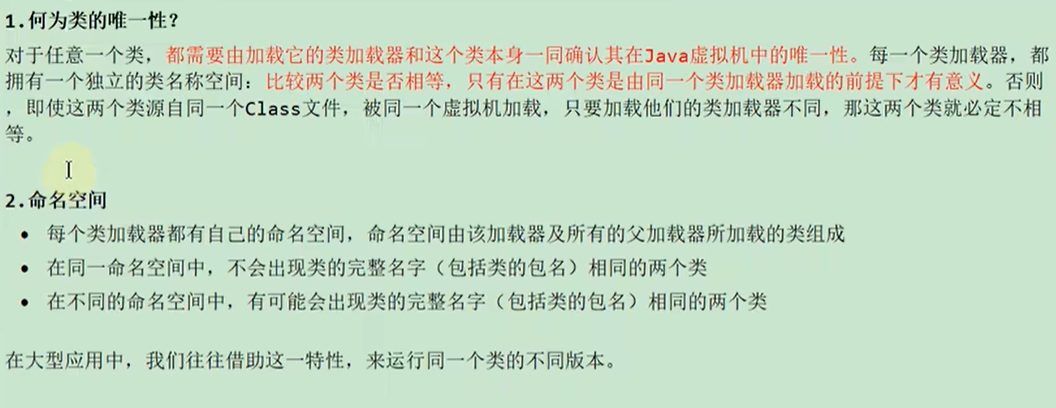 1.何为类的唯一性？
对于任意一个类，都需要由加载它的类加载器和这个类本身一同确认其在Java虚拟机中的唯一性。每一个类加载器，都
拥有一个独立的类名称空间：比较两个类是否相等，只有在这两个类是由同一个类加载器加载的前提下才有意义。否则
，即使这两个类源自同一个Class文件，被同一个虚拟机加载，只要加载他们的类加载器不同，那这两个类就必定不相
等。
2.命名空间
• 每个类加载器都有自己的命名空间，命名空间由该加载器及所有的父加载器所加载的类组成
• 在同一命名空间中，不会出现类的完整名字（包括类的包名）相同的两个类
• 在不同的命名空间中，有可能会出现类的完整名字（包括类的包名）相同的两个类
在大型应用中，我们往往借助这一特性，来运行同一个类的不同版本。